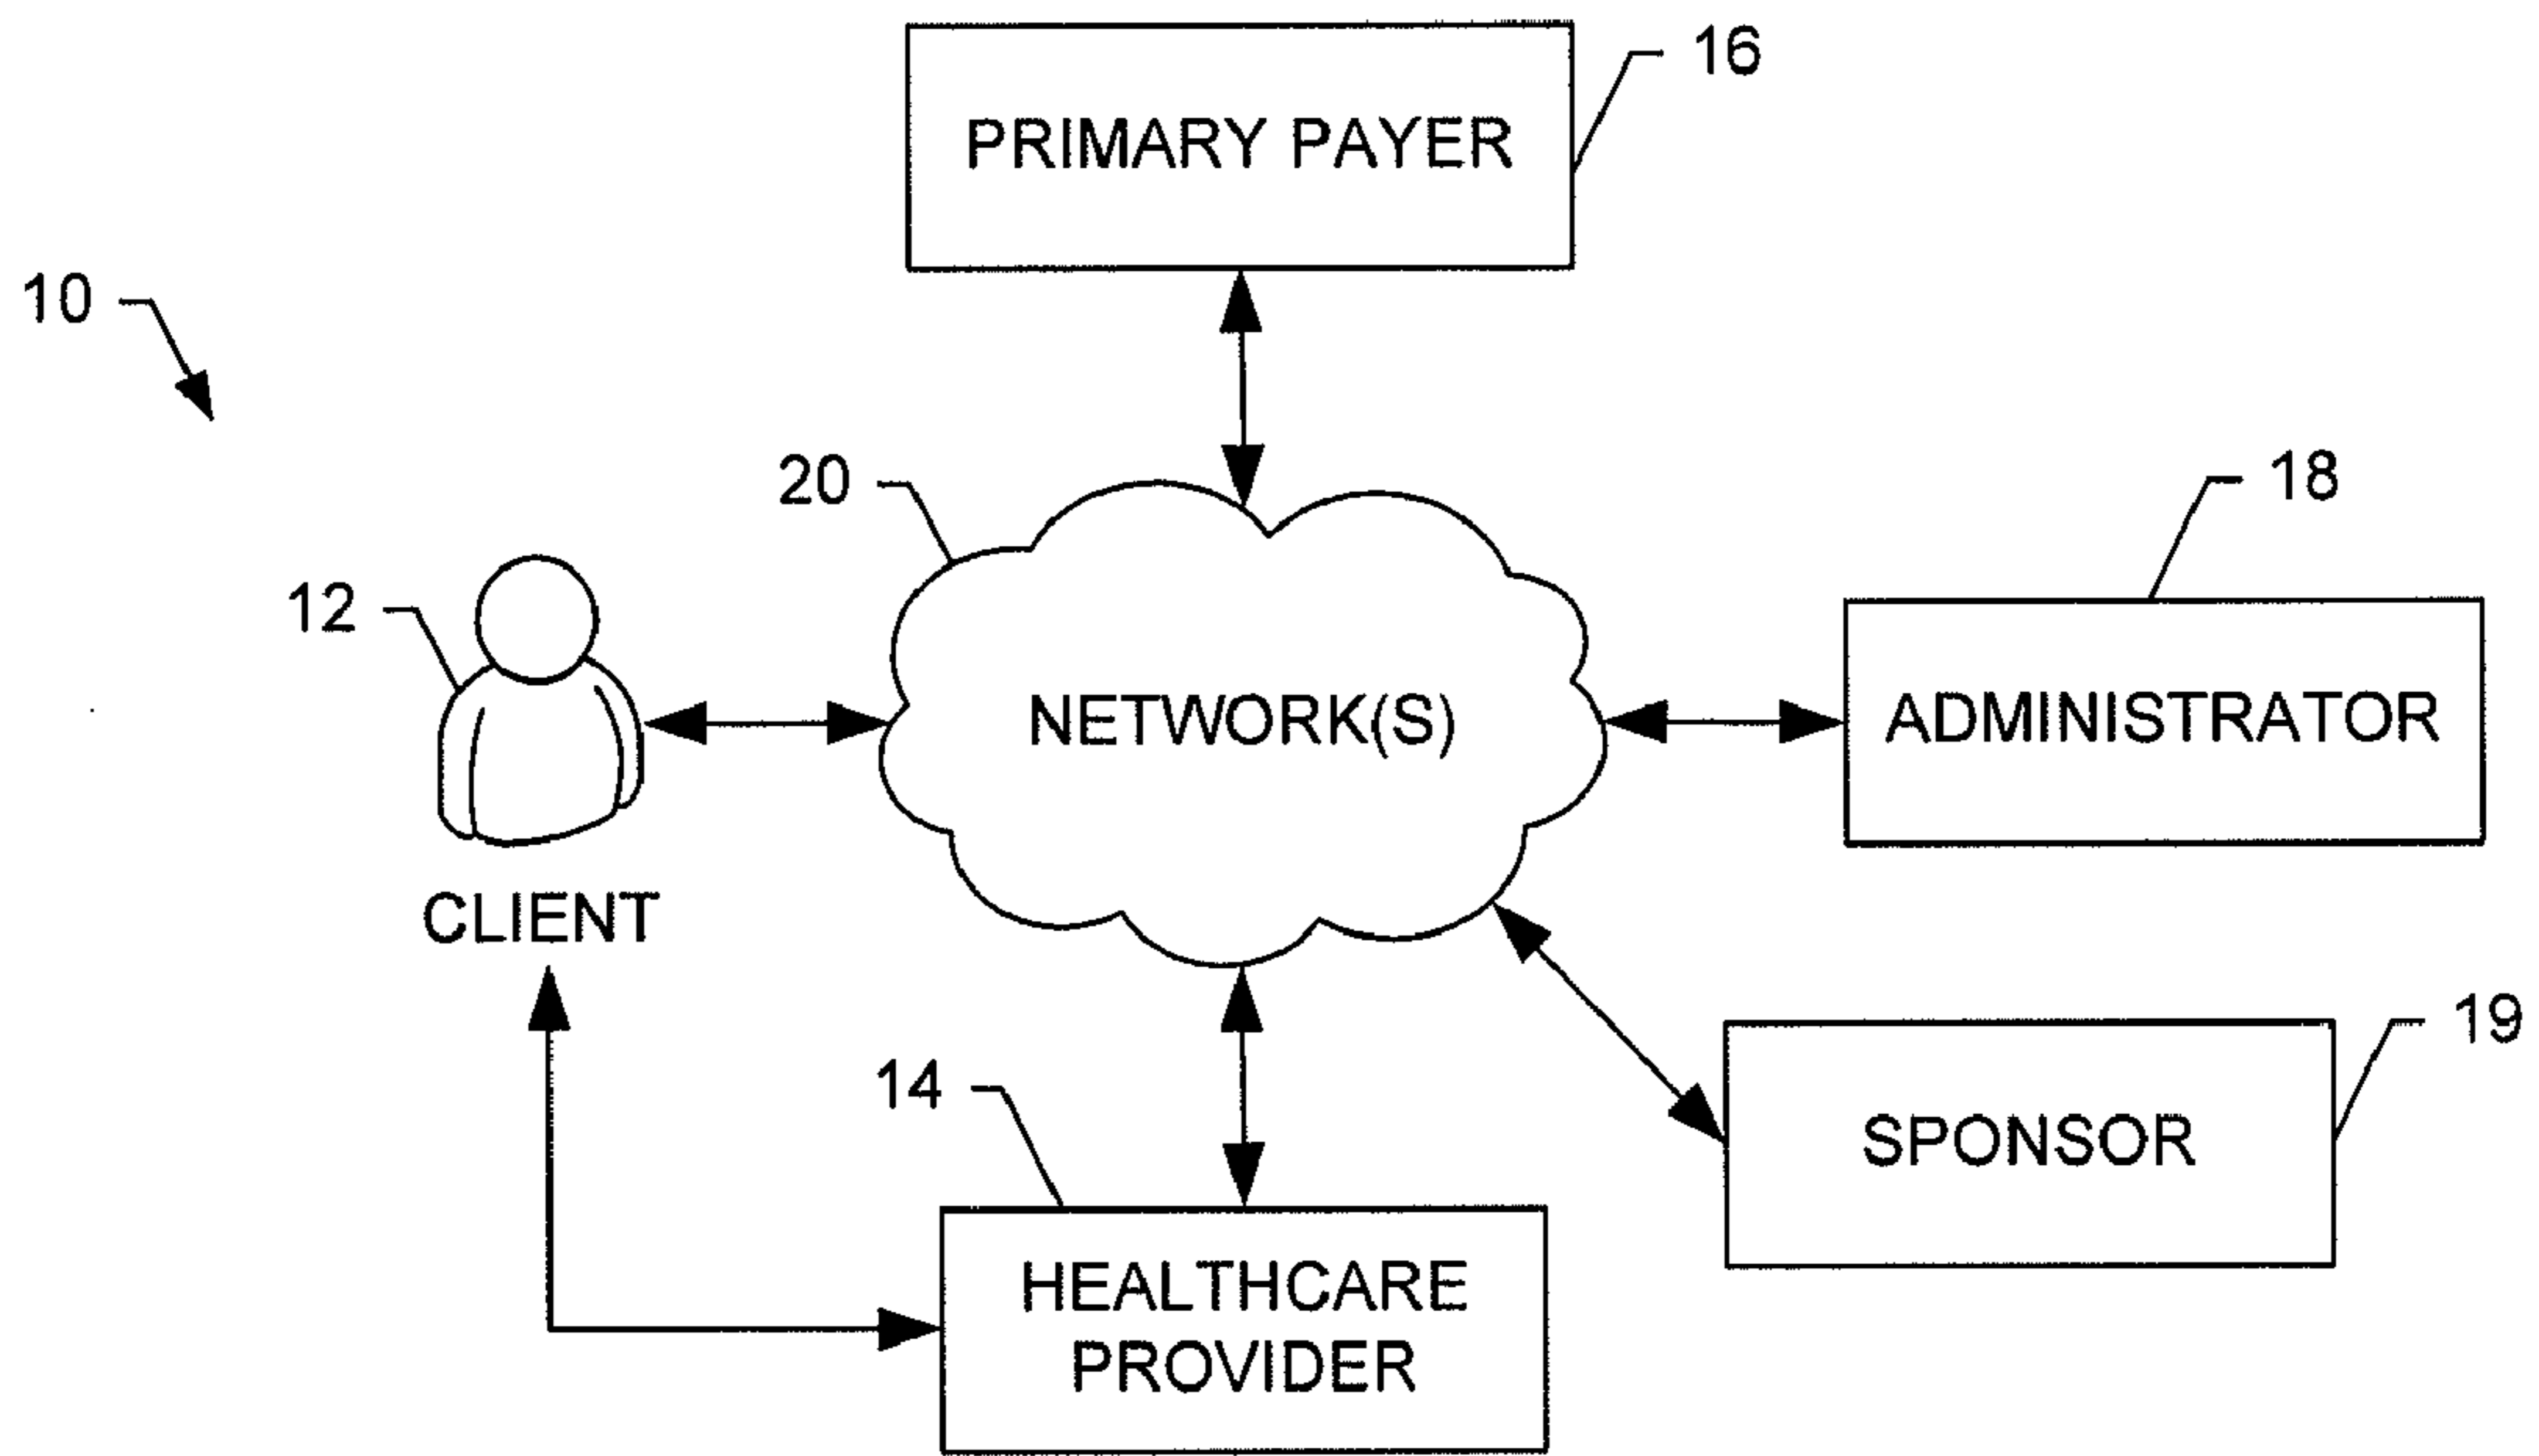 16
PRIMARY PAYER
10
20
18
12
NETWORK(S)
ADMINISTRATOR
CLIENT
19
14
SPONSOR
HEALTHCARE
PROVIDER